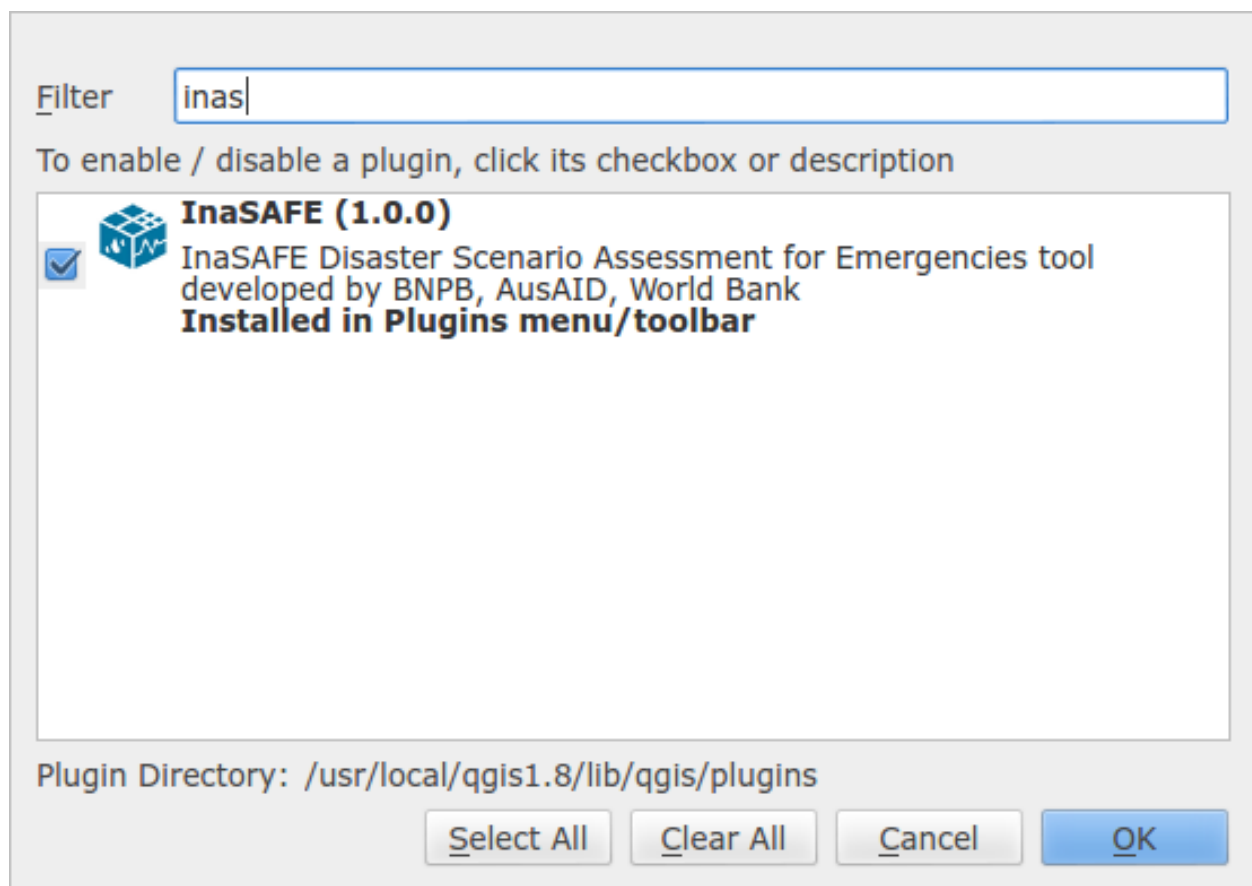 Filter inas
To enable / disable a plugin, click its checkbox or description
InaSAFE (1.0.0)
InaSAFE Disaster Scenario Assessment for Emergencies tool
developed by BNPB, AusAID, World Bank
Installed in Plugins menu/toolbar
Plugin Directory: /usr/local/qgis1.8/lib/qgis/plugins
Select All Clear All Cancel OK